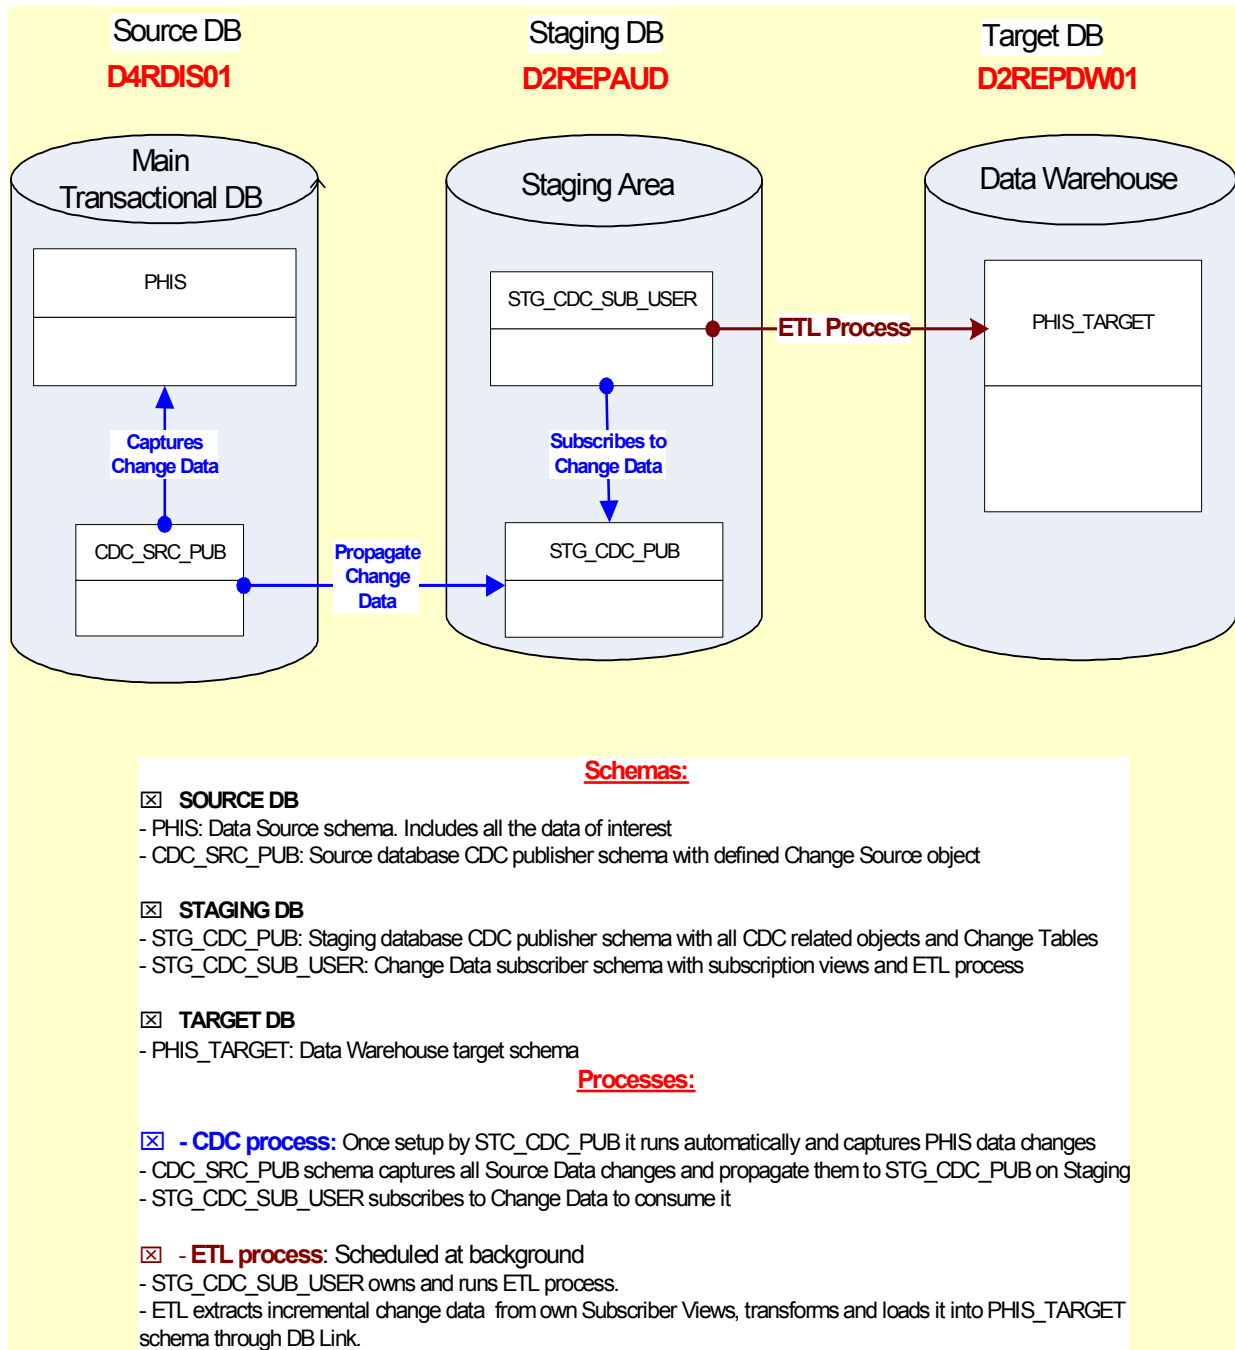 Source DB
D4RDIS01
Staging DB
D2REPAUD
Target DB
D2REPDW01
Main
Transactional DB
Staging Area
Data Warehouse
PHIS
STG_CDC_SUB_USER
ETL Process
PHIS_TARGET
Captures
Change Data
Subscribes to
Change Data
CDC_SRC_PUB
Propagate
Change
Data
STG_CDC_PUB
Schemas:
☒ SOURCE DB
- PHIS: Data Source schema. Includes all the data of interest
- CDC_SRC_PUB: Source database CDC publisher schema with defined Change Source object
☒ STAGING DB
- STG_CDC_PUB: Staging database CDC publisher schema with all CDC related objects and Change Tables
- STG_CDC_SUB_USER: Change Data subscriber schema with subscription views and ETL process
☒ TARGET DB
- PHIS_TARGET: Data Warehouse target schema
Processes:
☒ - CDC process: Once setup by STC_CDC_PUB it runs automatically and captures PHIS data changes
- CDC_SRC_PUB schema captures all Source Data changes and propagate them to STG_CDC_PUB on Staging
- STG_CDC_SUB_USER subscribes to Change Data to consume it
☒ - ETL process: Scheduled at background
- STG_CDC_SUB_USER owns and runs ETL process.
- ETL extracts incremental change data from own Subscriber Views, transforms and loads it into PHIS_TARGET
schema through DB Link.